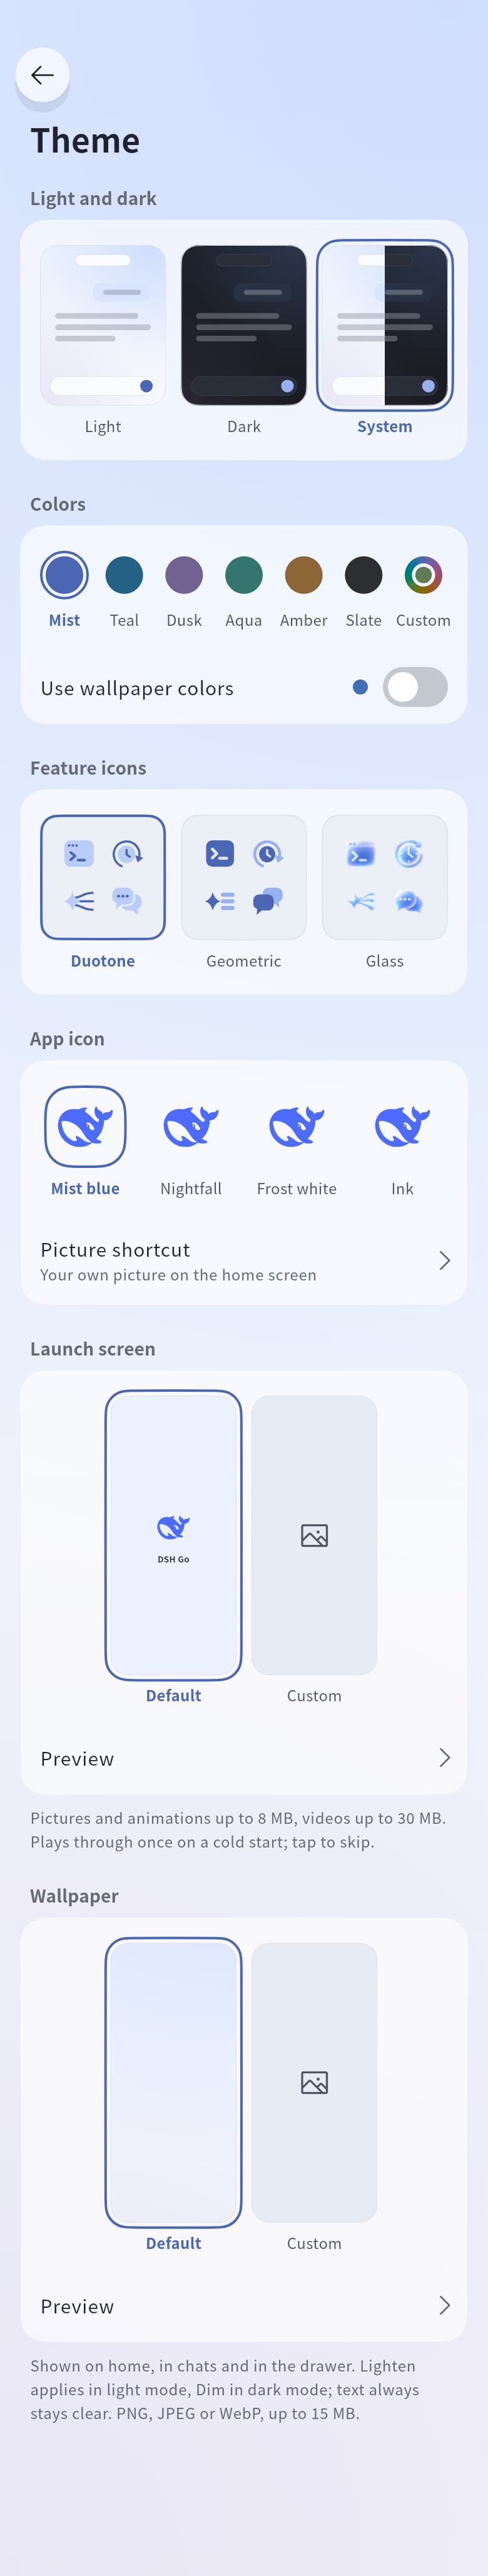 Theme
Light and dark
Light
Dark
System
Colors
Mist
Teal
Dusk
Aqua
Amber
Slate
Custom
Use wallpaper colors
Feature icons
Duotone
Geometric
Glass
App icon
Mist blue
Nightfall
Frost white
Ink
Picture shortcut
Your own picture on the home screen
Launch screen
DSH Go
Default
Custom
Preview
Pictures and animations up to 8 MB, videos up to 30 MB.
Plays through once on a cold start; tap to skip.
Wallpaper
Default
Custom
Preview
Shown on home, in chats and in the drawer. Lighten
applies in light mode, Dim in dark mode; text always
stays clear. PNG, JPEG or WebP, up to 15 MB.